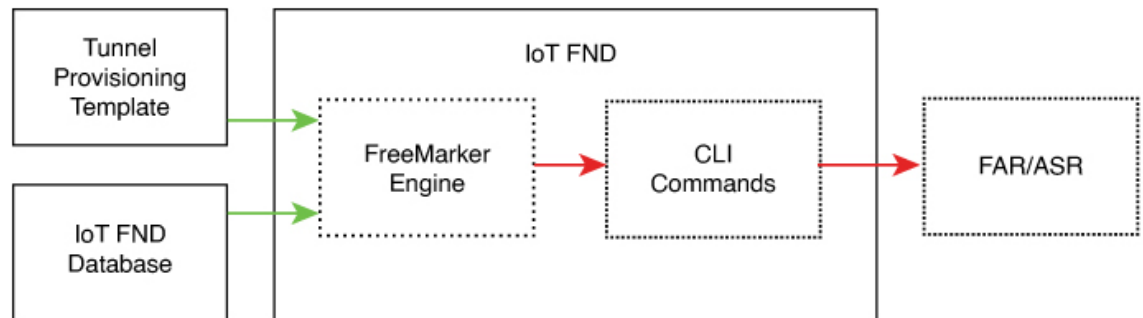 Tunnel
Provisioning
Template
IoT FND
Database
IoT FND
FreeMarker
Engine
CLI
Commands
FAR/ASR